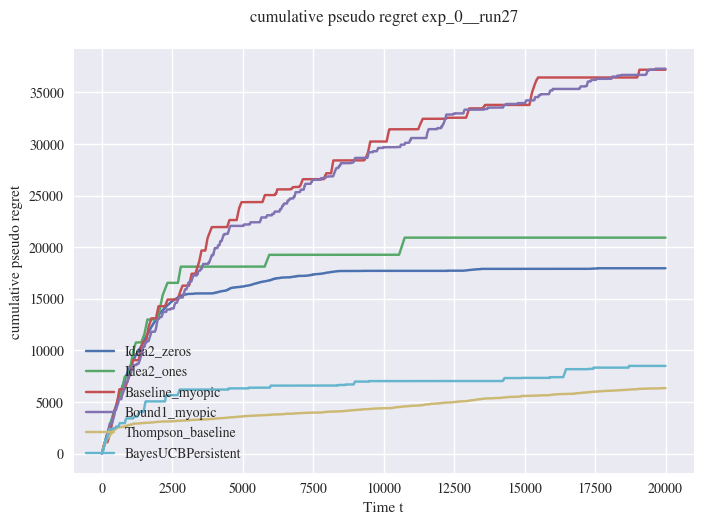 cumulative pseudo regret exp_0__run27
cumulative pseudo regret
35000
30000
25000
20000
15000
10000
5000
0
Idea2_zeros
Idea2_ones
Baseline_myopic
Bound1_myopic
Thompson_baseline
BayesUCBPersistent
0 2500 5000 7500 10000 12500 15000 17500 20000
Time t